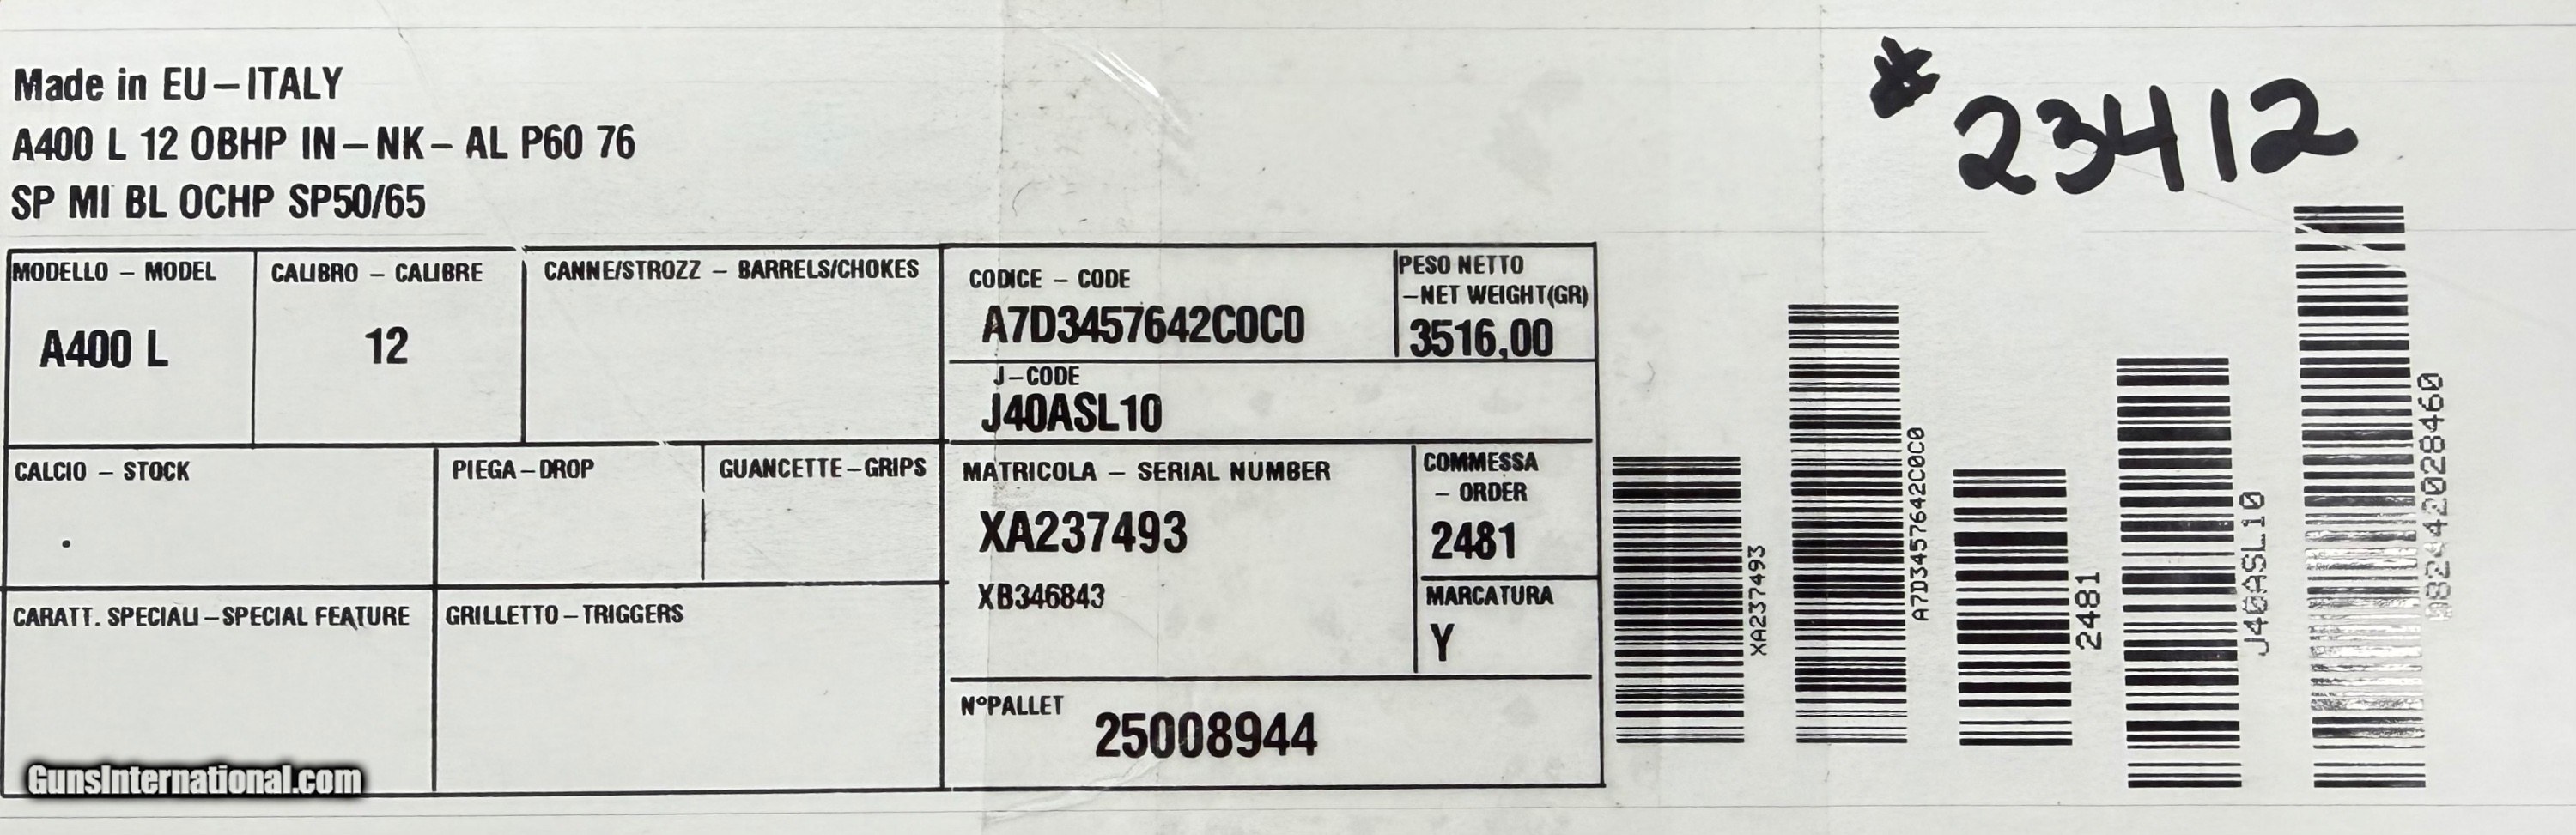 Made in EU-ITALY
A400 L 12 OBHP IN-NK- AL P60 76
SP MI BL OCHP SP50/65
*23412
MODELLO - MODEL
A400 L
CALIBRO - CALIBRE
12
CANNE/STROZZ - BARRELS/CHOKES
CODICE - CODE
A7D3457642C0C0
PESO NETTO
-NET WEIGHT(GR)
3516,00
J-CODE
J40ASL10
CALCIO - STOCK
.
PIEGA-DROP
GUANCETTE-GRIPS
MATRICOLA - SERIAL NUMBER
XA237493
XB346843
COMMESSA
- ORDER
2481
MARCATURA
Y
CARATT. SPECIALI-SPECIAL FEATURE
GRILLETTO-TRIGGERS
N°PALLET
25008944
XA237493
A7D3457642C0C0
2481
J40ASL10
082442028460
GunsInternational.com